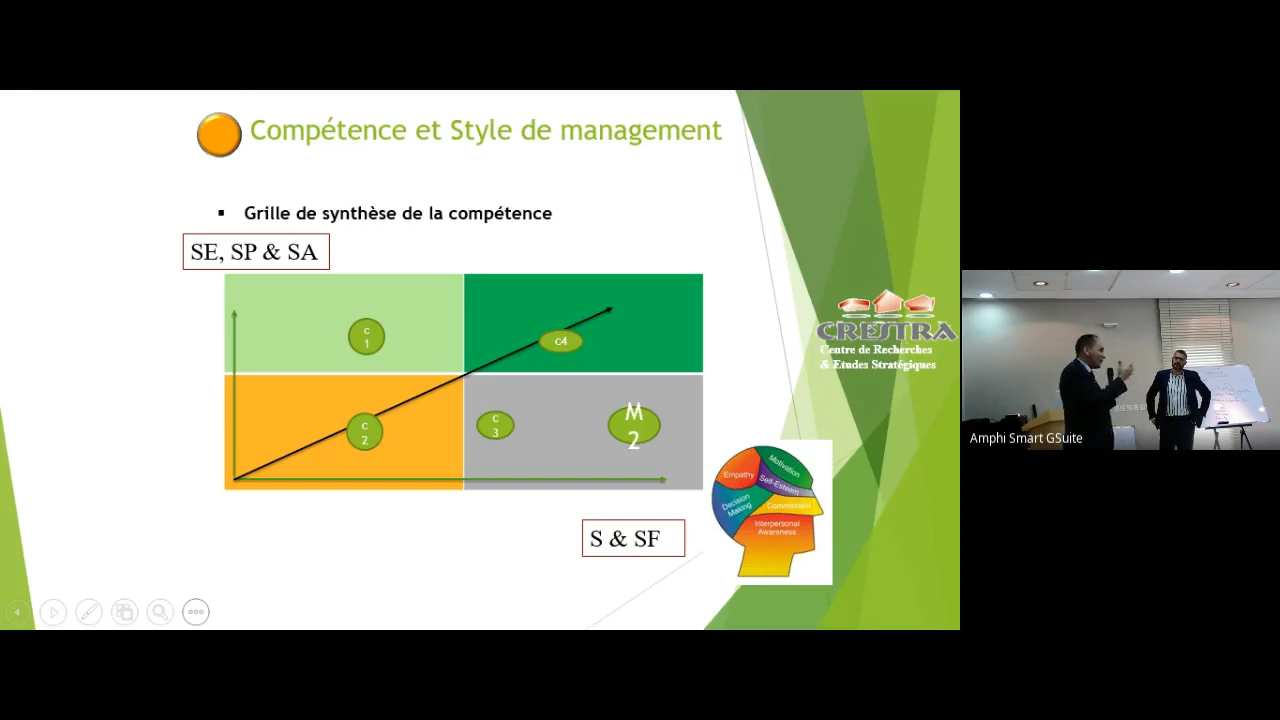 Compétence et Style de management
Grille de synthèse de la compétence
SE, SP & SA
c
1
c4
c
2
c
3
M
2
S & SF
CRESTRA
Centre de Recherches
& Etudes Stratégiques
Motivation
Empathy
Self-Esteem
Decision
Making
Commitment
Interpersonal
Awareness
Amphi Smart GSuite